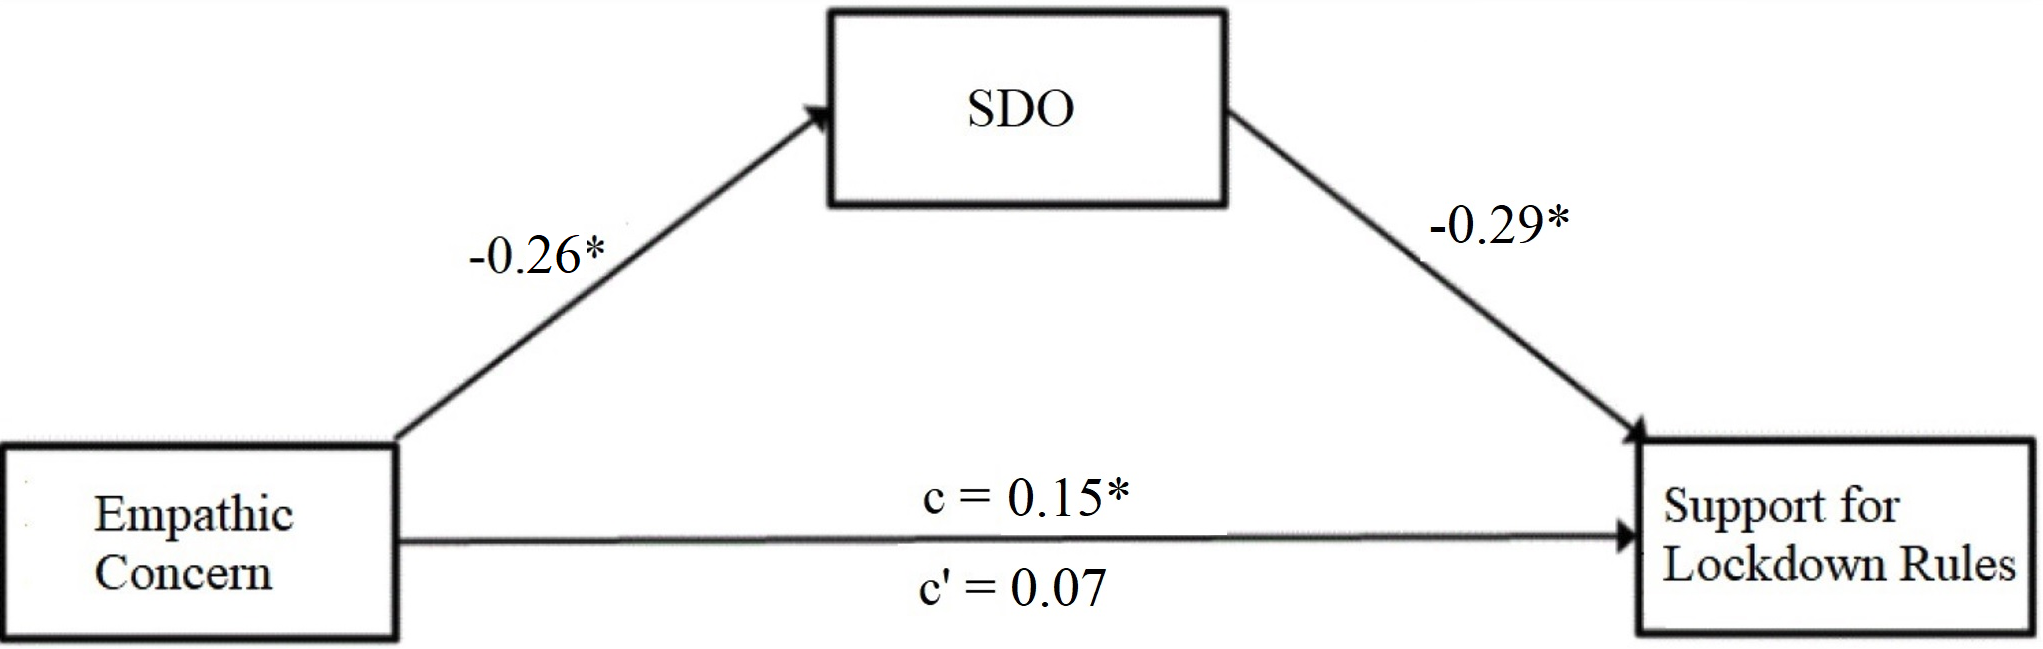 SDO
-0.26*
-0.29*
Empathic
Concern
c = 0.15*
c' = 0.07
Support for
Lockdown Rules